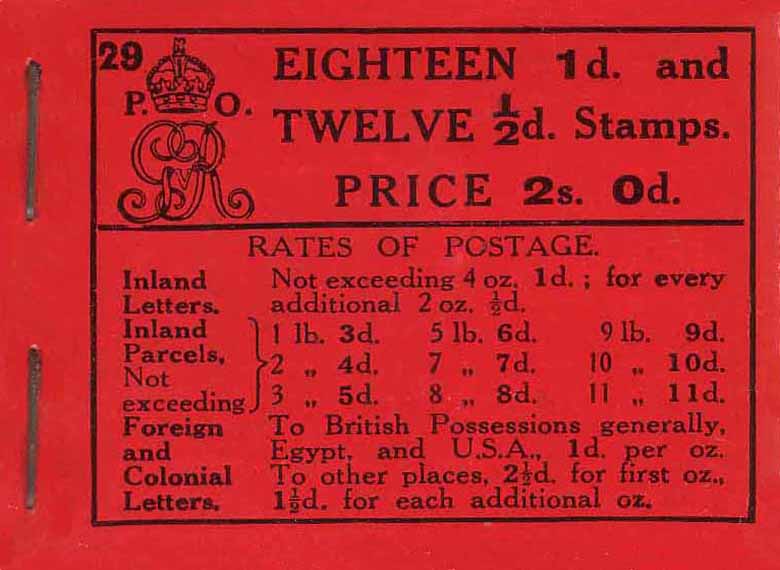 29
EIGHTEEN 1d. and
P. O.
TWELVE ½d. Stamps.
GvR
PRICE 2s. 0d.
RATES OF POSTAGE.
Inland Not exceeding 4 oz. 1d. ; for every
Letters. additional 2 oz. ½d.
Inland 1 lb. 3d. 5 lb. 6d. 9 lb. 9d.
Parcels, 2 „ 4d. 7 „ 7d. 10 „ 10d.
Not
exceeding 3 „ 5d. 8 „ 8d. 11 „ 11d.
Foreign To British Possessions generally,
and Egypt, and U.S.A., 1d. per oz.
Colonial To other places, 2½d. for first oz.,
Letters. 1½d. for each additional oz.